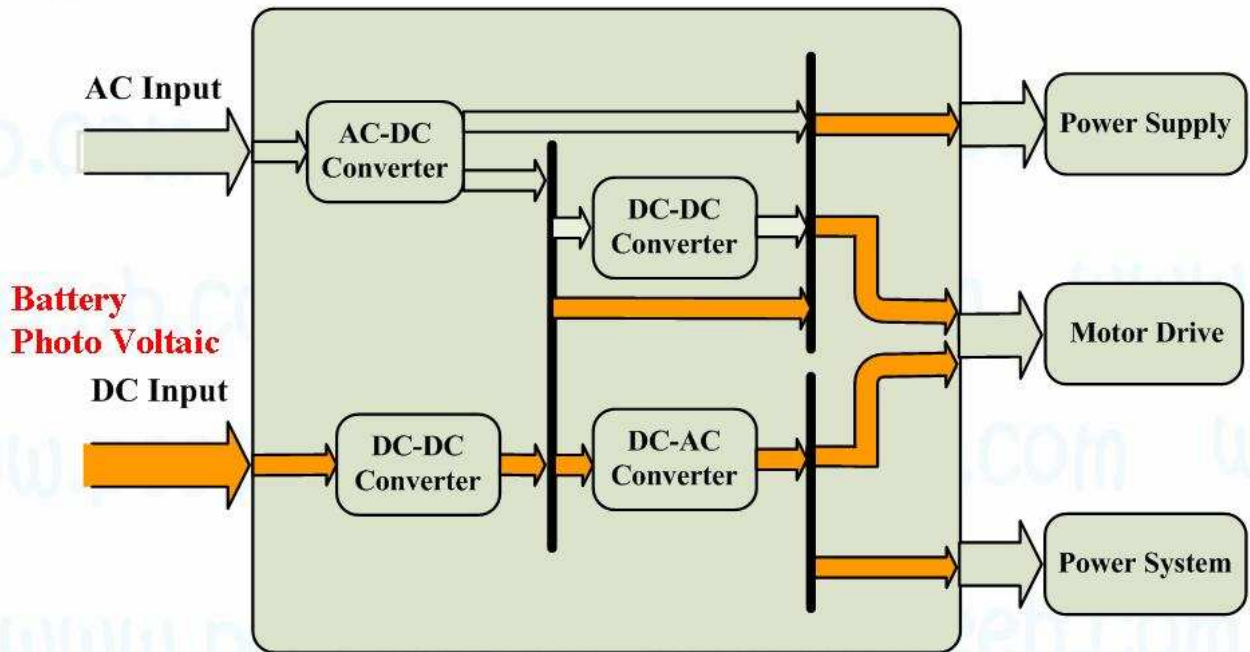 AC Input
AC-DC
Converter
Power Supply
DC-DC
Converter
Battery
Photo Voltaic
DC Input
Motor Drive
DC-DC
Converter
DC-AC
Converter
Power System